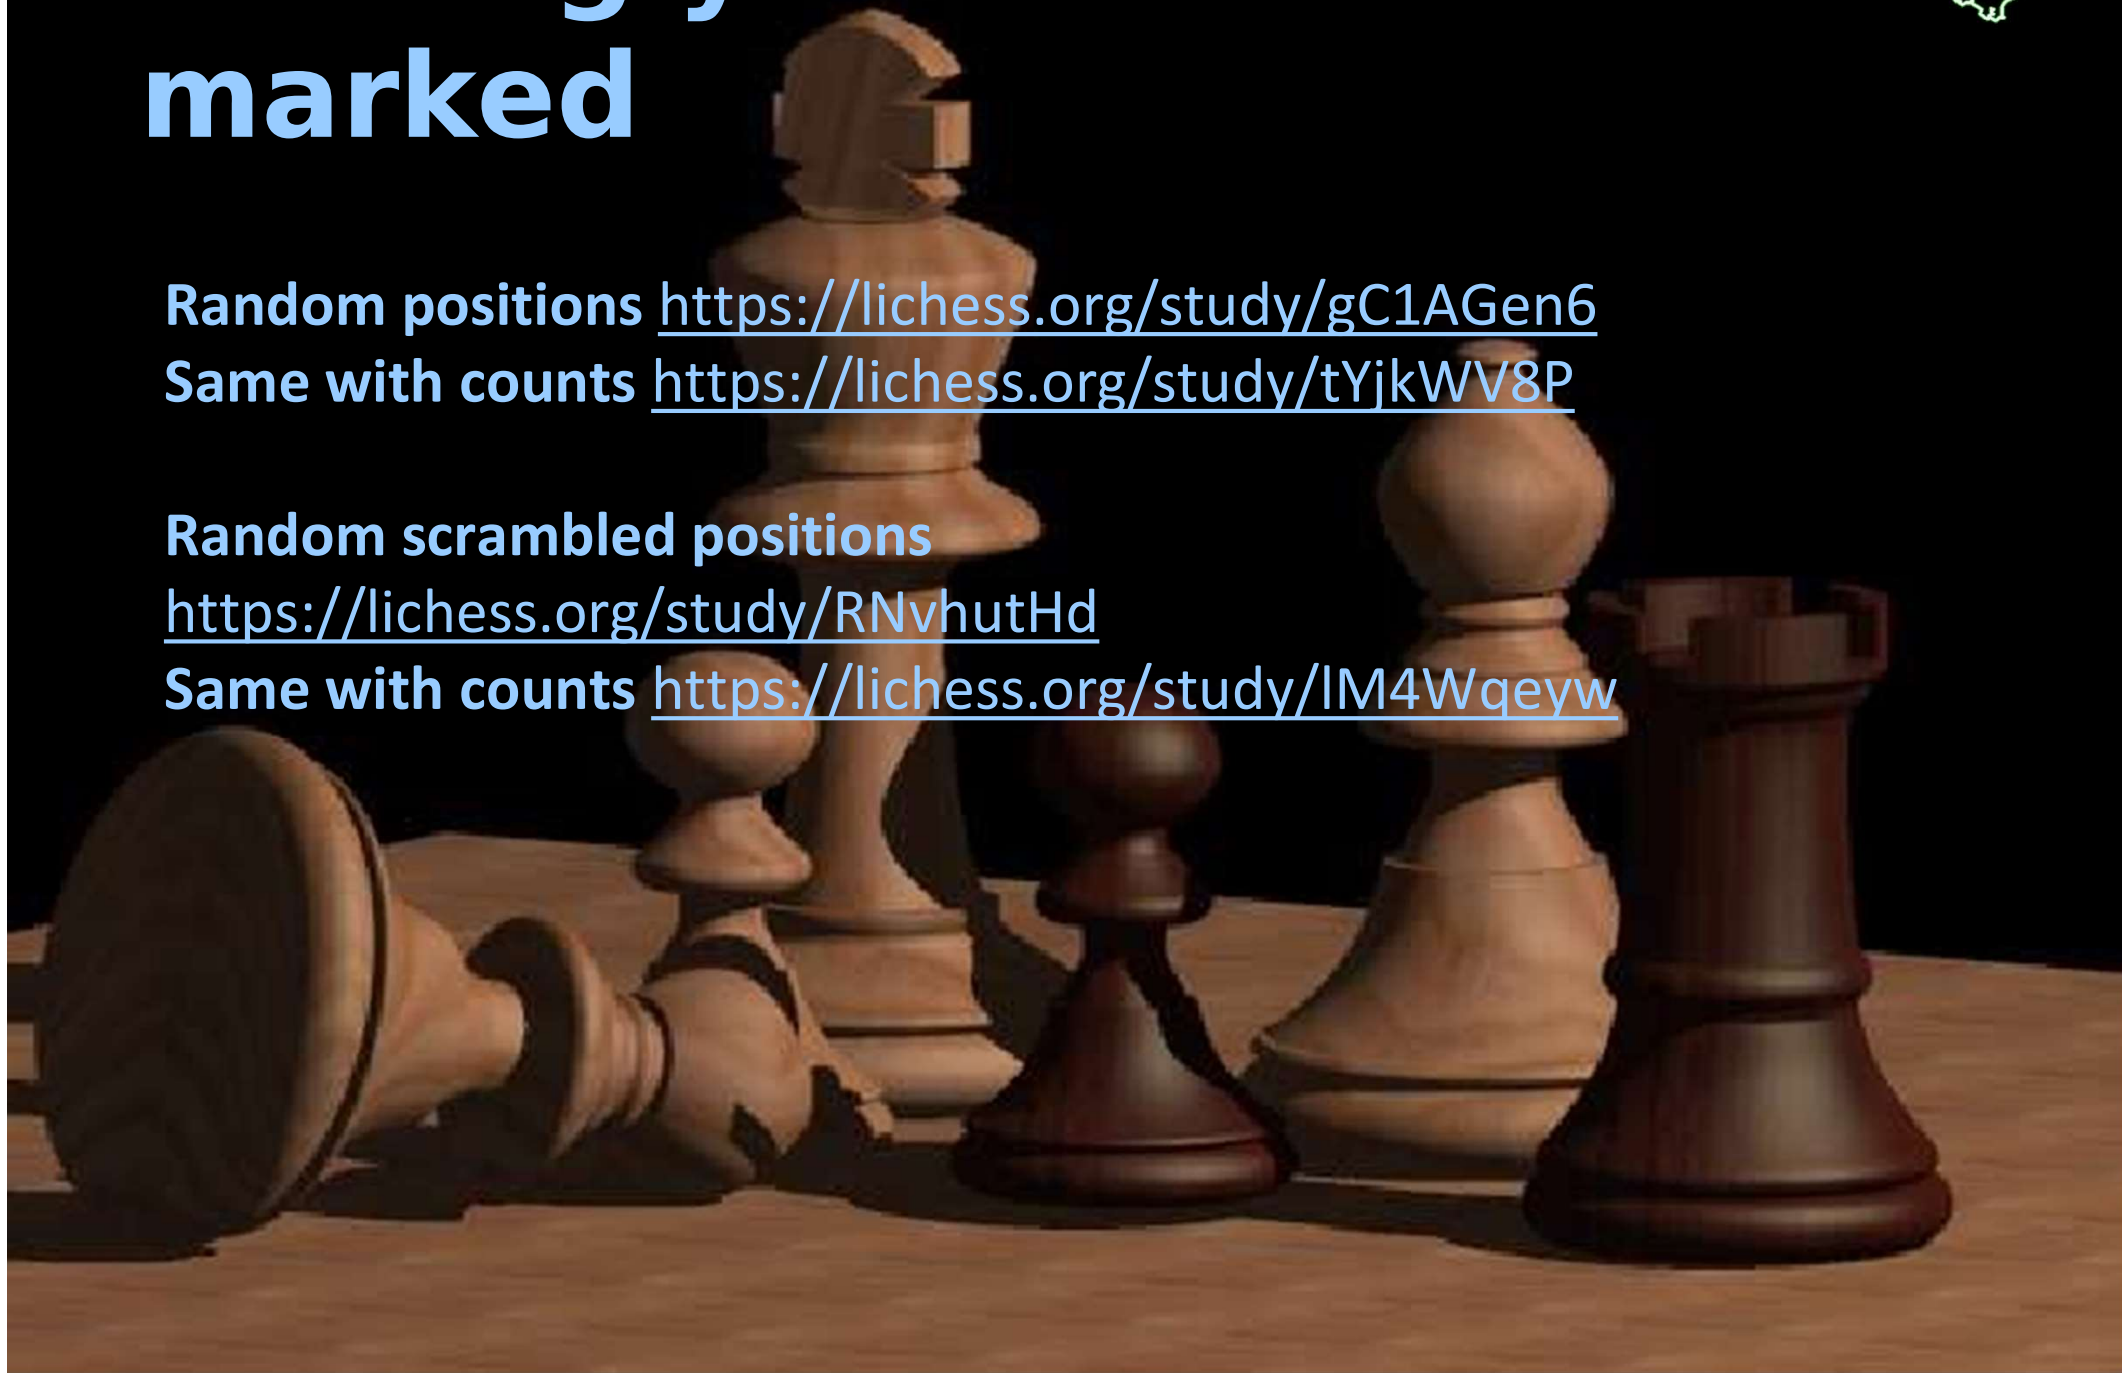 marked
Random positions https://lichess.org/study/gC1AGen6
Same with counts https://lichess.org/study/tYjkWV8P
Random scrambled positions
https://lichess.org/study/RNvhutHd
Same with counts https://lichess.org/study/lM4Wqeyw